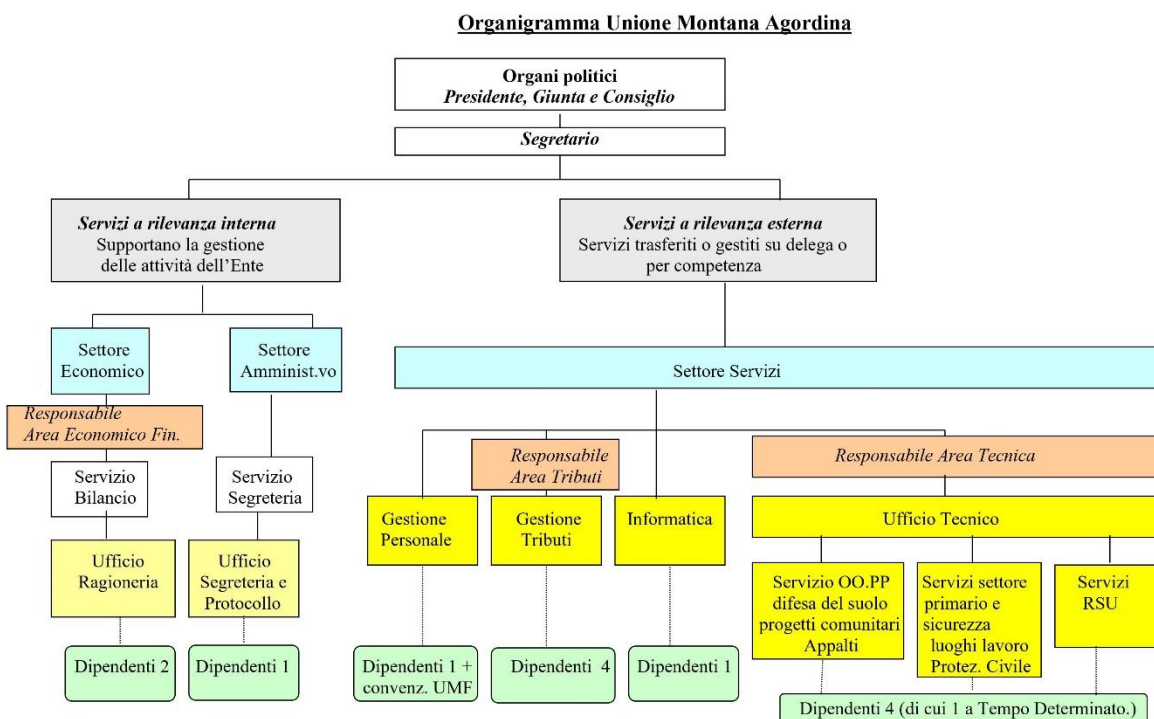 Organigramma Unione Montana Agordina
Organi politici
Presidente, Giunta e Consiglio
Segretario
Servizi a rilevanza interna
Supportano la gestione
delle attività dell’Ente
Servizi a rilevanza esterna
Servizi trasferiti o gestiti su delega o
per competenza
Settore
Economico
Settore
Amminist.vo
Settore Servizi
Responsabile
Area Economico Fin.
Responsabile
Area Tributi
Responsabile Area Tecnica
Servizio
Bilancio
Servizio
Segreteria
Gestione
Personale
Gestione
Tributi
Informatica
Ufficio Tecnico
Ufficio
Ragioneria
Ufficio
Segreteria e
Protocollo
Servizio OO.PP
difesa del suolo
progetti comunitari
Appalti
Servizi settore
primario e
sicurezza
luoghi lavoro
Protez. Civile
Servizi
RSU
Dipendenti 2
Dipendenti 1
Dipendenti 1 +
convenz. UMF
Dipendenti 4
Dipendenti 1
Dipendenti 4 (di cui 1 a Tempo Determinato.)